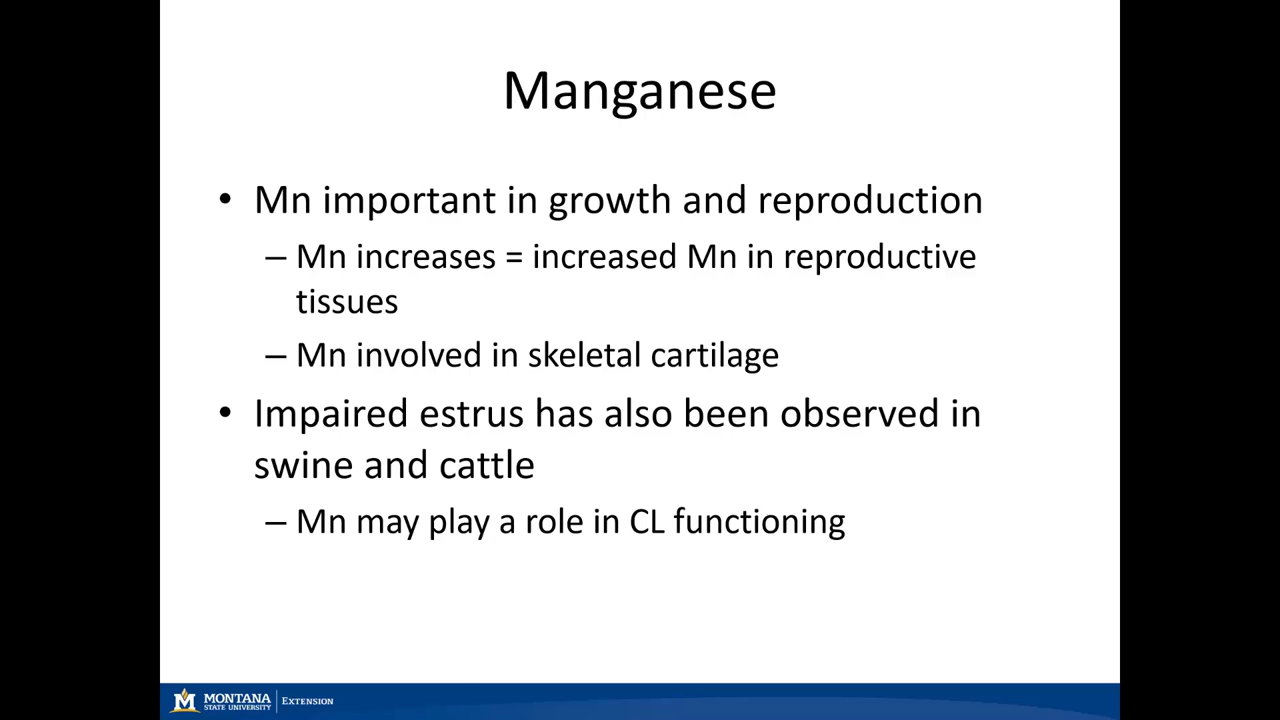 Manganese
• Mn important in growth and reproduction
– Mn increases = increased Mn in reproductive
tissues
– Mn involved in skeletal cartilage
• Impaired estrus has also been observed in
swine and cattle
– Mn may play a role in CL functioning
M MONTANA
STATE UNIVERSITY
EXTENSION